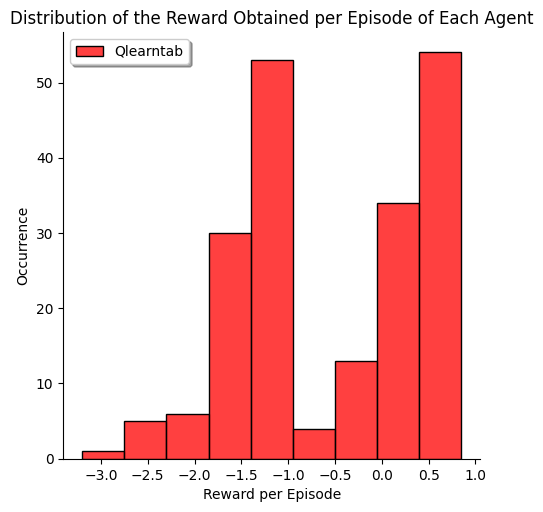 Distribution of the Reward Obtained per Episode of Each Agent
Qlearntab
Occurrence
50
40
30
20
10
0
−3.0 −2.5 −2.0 −1.5 −1.0 −0.5 0.0 0.5 1.0
Reward per Episode